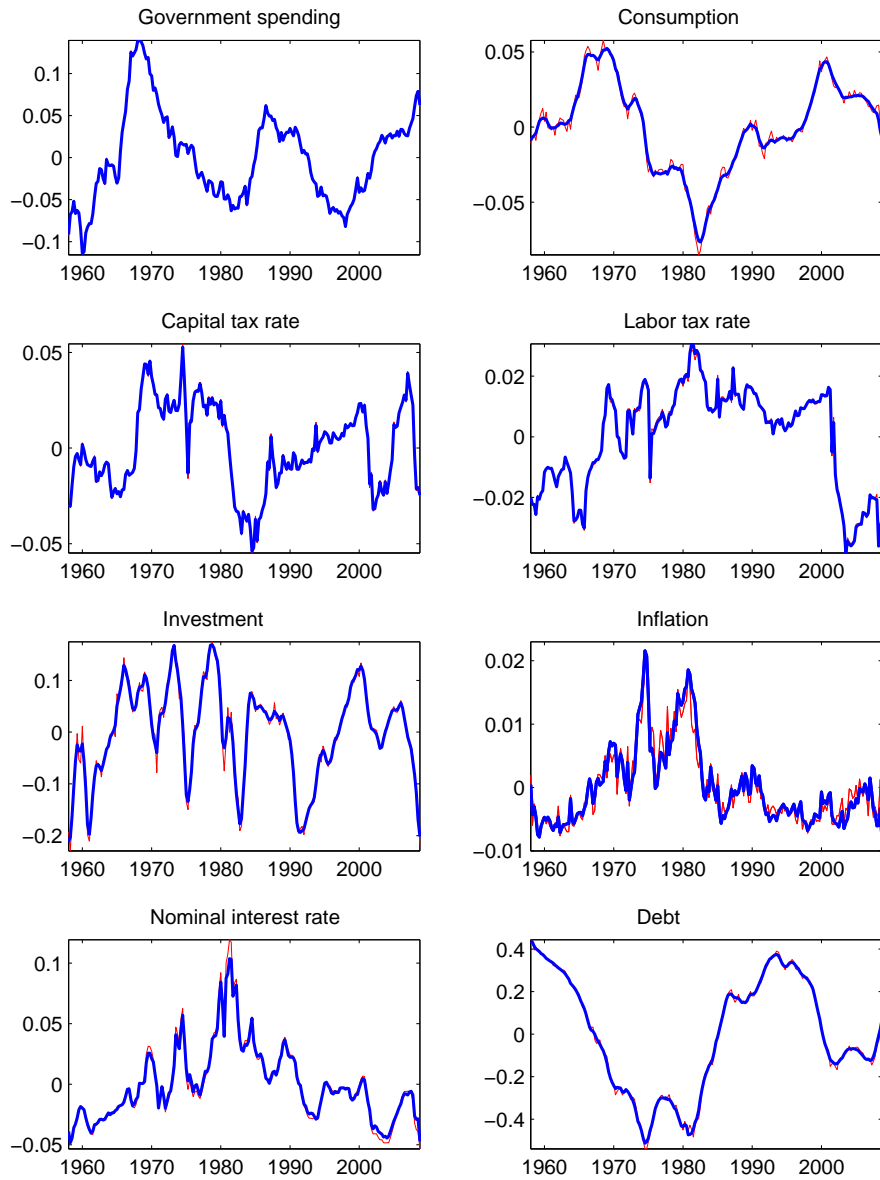 Government spending
0.1
0.05
0
−0.05
−0.1
1960 1970 1980 1990 2000
Consumption
0.05
0
−0.05
1960 1970 1980 1990 2000
Capital tax rate
0.05
0
−0.05
1960 1970 1980 1990 2000
Labor tax rate
0.02
0
−0.02
1960 1970 1980 1990 2000
Investment
0.1
0
−0.1
−0.2
1960 1970 1980 1990 2000
Inflation
0.02
0.01
0
−0.01
1960 1970 1980 1990 2000
Nominal interest rate
0.1
0.05
0
−0.05
1960 1970 1980 1990 2000
Debt
0.4
0.2
0
−0.2
−0.4
1960 1970 1980 1990 2000